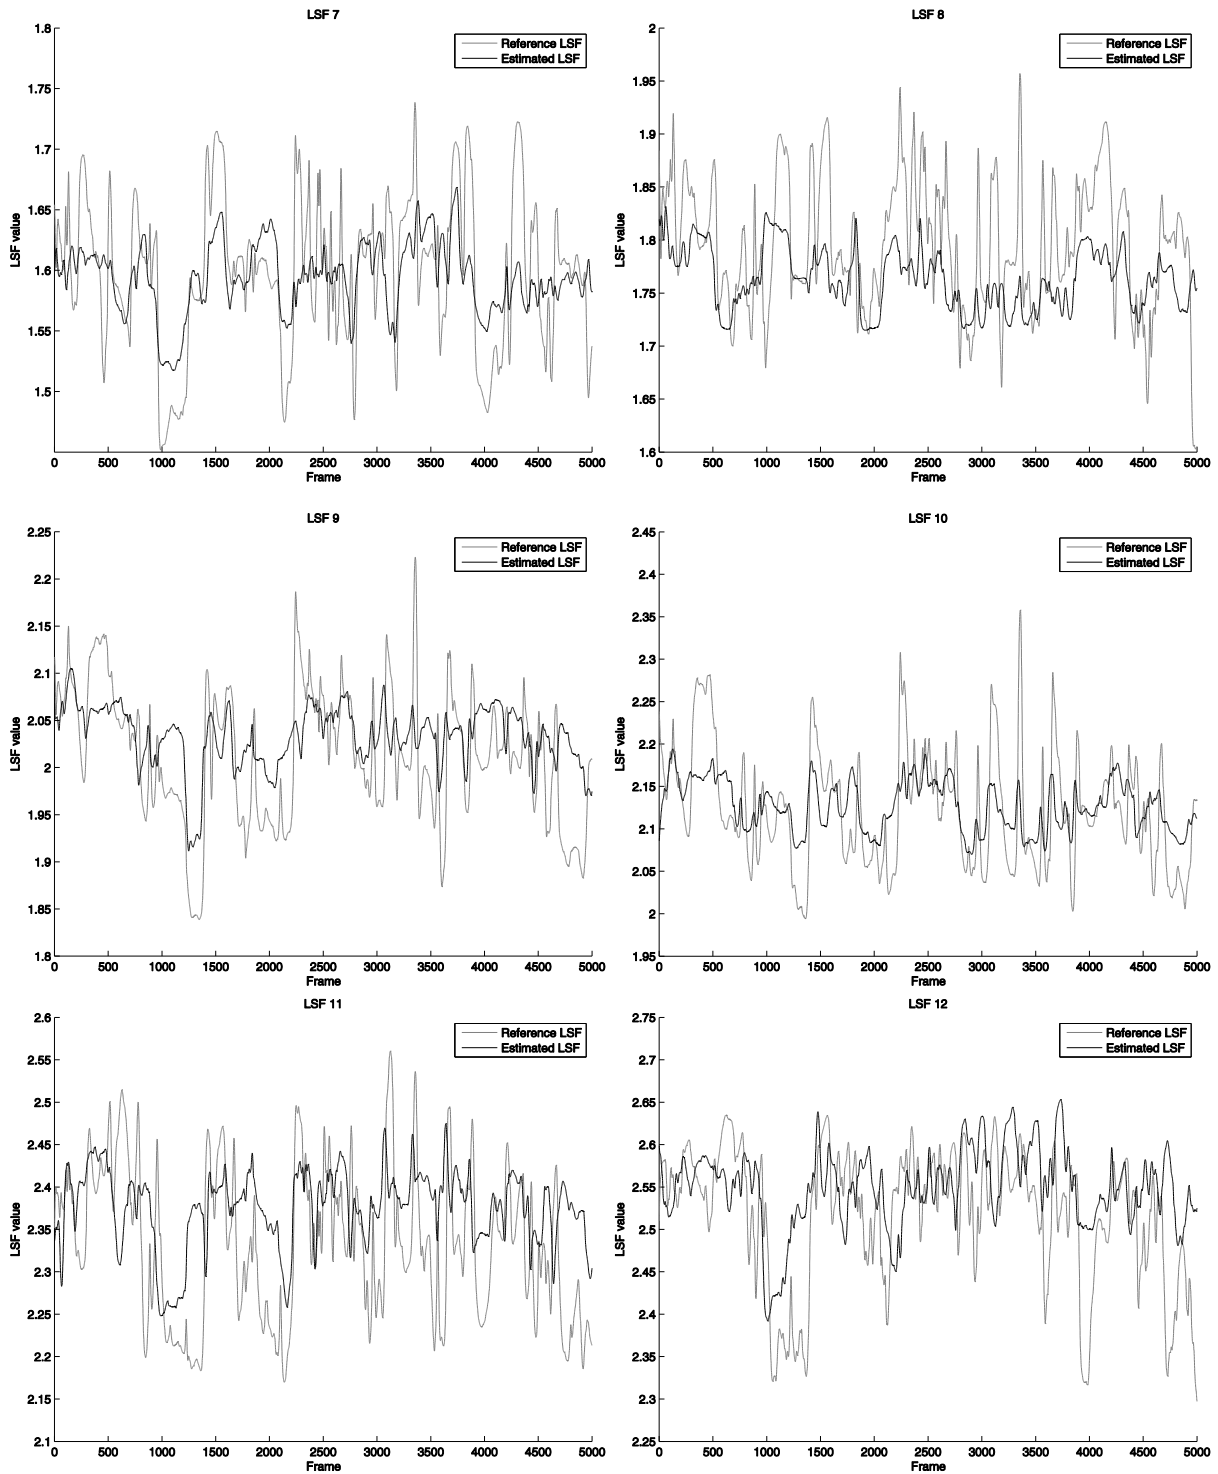 LSF 7
1.8
1.75
1.7
1.65
1.6
1.55
1.5
LSF value
0 500 1000 1500 2000 2500 3000 3500 4000 4500 5000
Frame
Reference LSF
Estimated LSF
LSF 8
2
1.95
1.9
1.85
1.8
1.75
1.7
1.65
1.6
LSF value
0 500 1000 1500 2000 2500 3000 3500 4000 4500 5000
Frame
Reference LSF
Estimated LSF
LSF 9
2.25
2.2
2.15
2.1
2.05
2
1.95
1.9
1.85
1.8
LSF value
0 500 1000 1500 2000 2500 3000 3500 4000 4500 5000
Frame
Reference LSF
Estimated LSF
LSF 10
2.45
2.4
2.35
2.3
2.25
2.2
2.15
2.1
2.05
2
1.95
LSF value
0 500 1000 1500 2000 2500 3000 3500 4000 4500 5000
Frame
Reference LSF
Estimated LSF
LSF 11
2.6
2.55
2.5
2.45
2.4
2.35
2.3
2.25
2.2
2.15
2.1
LSF value
0 500 1000 1500 2000 2500 3000 3500 4000 4500 5000
Frame
Reference LSF
Estimated LSF
LSF 12
2.75
2.7
2.65
2.6
2.55
2.5
2.45
2.4
2.35
2.3
2.25
LSF value
0 500 1000 1500 2000 2500 3000 3500 4000 4500 5000
Frame
Reference LSF
Estimated LSF